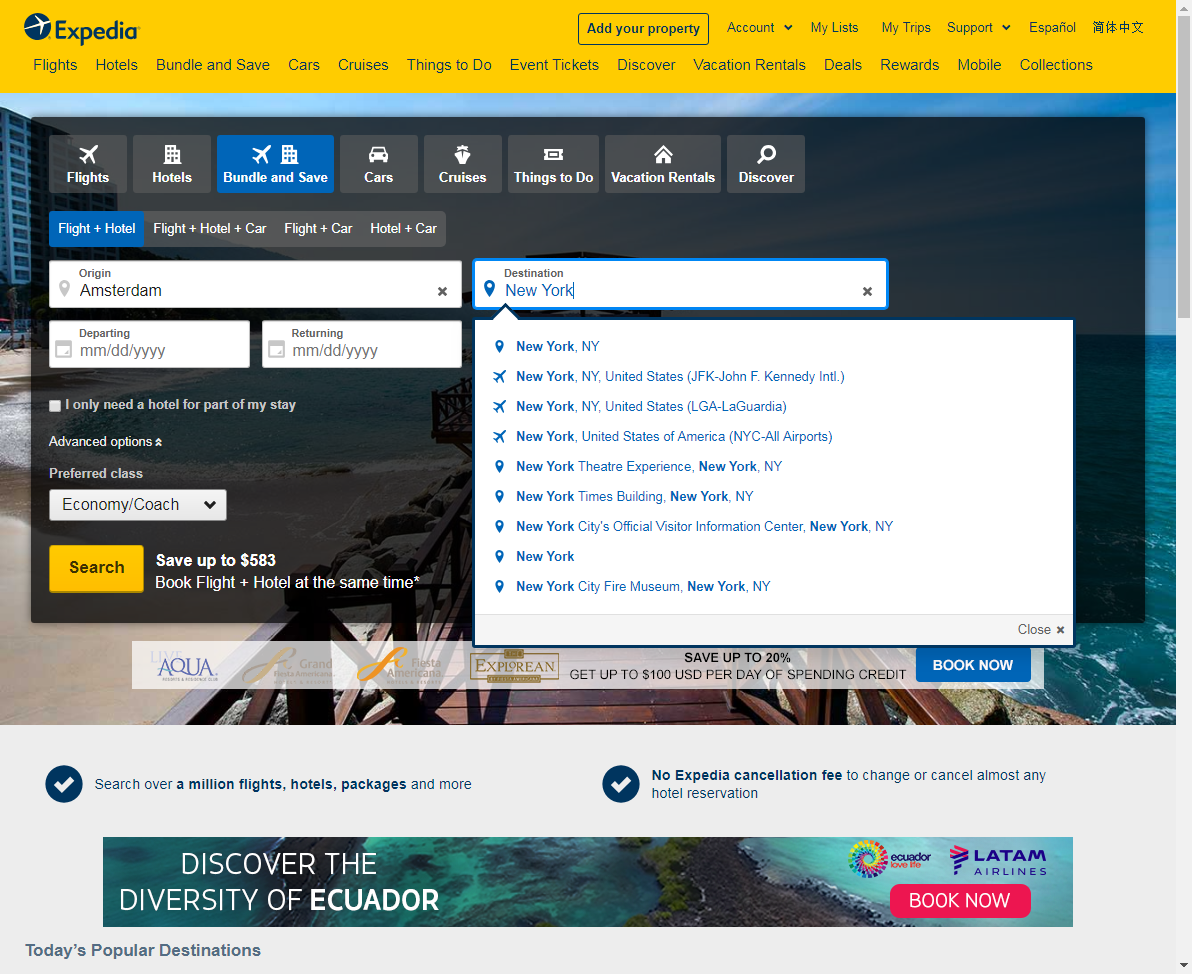 Expedia
Add your property
Account
My Lists
My Trips
Support
Español
简体中文
Flights
Hotels
Bundle and Save
Cars
Cruises
Things to Do
Event Tickets
Discover
Vacation Rentals
Deals
Rewards
Mobile
Collections
Flights
Hotels
Bundle and Save
Cars
Cruises
Things to Do
Vacation Rentals
Discover
Flight + Hotel
Flight + Hotel + Car
Flight + Car
Hotel + Car
Origin
Amsterdam
Destination
New York
Departing
mm/dd/yyyy
Returning
mm/dd/yyyy
I only need a hotel for part of my stay
Advanced options
Preferred class
Economy/Coach
Search
Save up to $583
Book Flight + Hotel at the same time*
New York, NY
New York, NY, United States (JFK-John F. Kennedy Intl.)
New York, NY, United States (LGA-LaGuardia)
New York, United States of America (NYC-All Airports)
New York Theatre Experience, New York, NY
New York Times Building, New York, NY
New York City's Official Visitor Information Center, New York, NY
New York
New York City Fire Museum, New York, NY
Close
LIVE AQUA
Grand
Fiesta Americana
Fiesta
Americana
EXPLOREAN
SAVE UP TO 20%
GET UP TO $100 USD PER DAY OF SPENDING CREDIT
BOOK NOW
Search over a million flights, hotels, packages and more
No Expedia cancellation fee to change or cancel almost any
hotel reservation
DISCOVER THE
DIVERSITY OF ECUADOR
ecuador
love life
LATAM
AIRLINES
BOOK NOW
Today's Popular Destinations